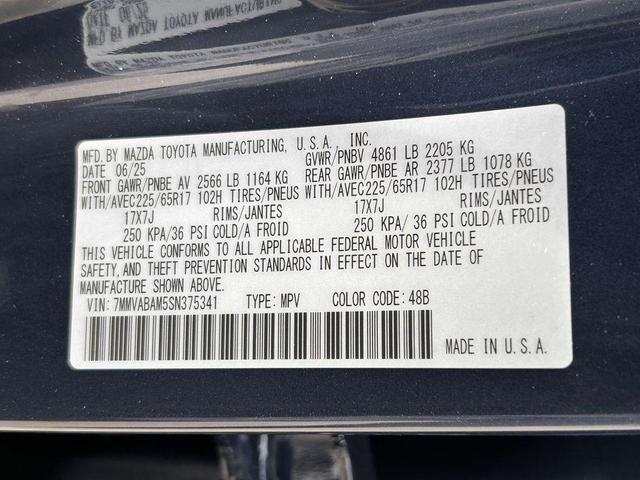 MFD. BY MAZDA TOYOTA MANUFACTURING, U.S.A. INC.
DATE 06/25 GVWR/PNBV 4861 LB 2205 KG
FRONT GAWR/PNBE AV 2566 LB 1164 KG REAR GAWR/PNBE AR 2377 LB 1078 KG
WITH/AVEC225/65R17 102H TIRES/PNEUS WITH/AVEC225/65R17 102H TIRES/PNEUS
17X7J RIMS/JANTES 17X7J RIMS/JANTES
250 KPA/ 36 PSI COLD/A FROID 250 KPA/ 36 PSI COLD/A FROID
THIS VEHICLE CONFORMS TO ALL APPLICABLE FEDERAL MOTOR VEHICLE
SAFETY, AND THEFT PREVENTION STANDARDS IN EFFECT ON THE DATE OF
MANUFACTURE SHOWN ABOVE.
VIN: 7MMVABAM5SN375341 TYPE: MPV COLOR CODE: 48B
MADE IN U.S.A.